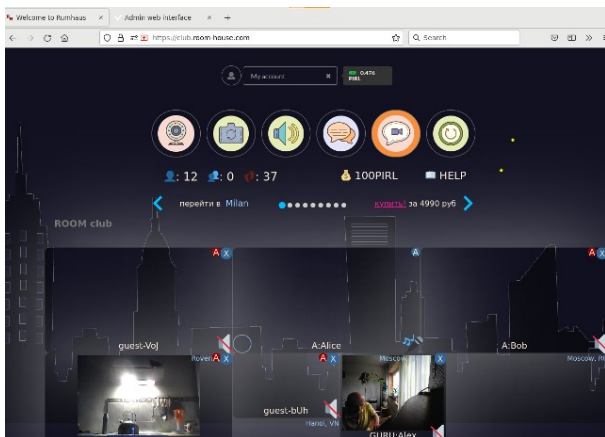 Welcome to Rumhaus
Admin web interface
https://club.room-house.com
Search
My account
0.474
PIRL
: 12
: 0
: 37
100PIRL
HELP
перейти в Milan
купить! за 4990 руб
ROOM club
A X
A
A X
guest-VoJ
A:Alice
A:Bob
A X
Moscow
X
Moscow, R
guest-bUh
Hanoi, VN
GURU:Alex